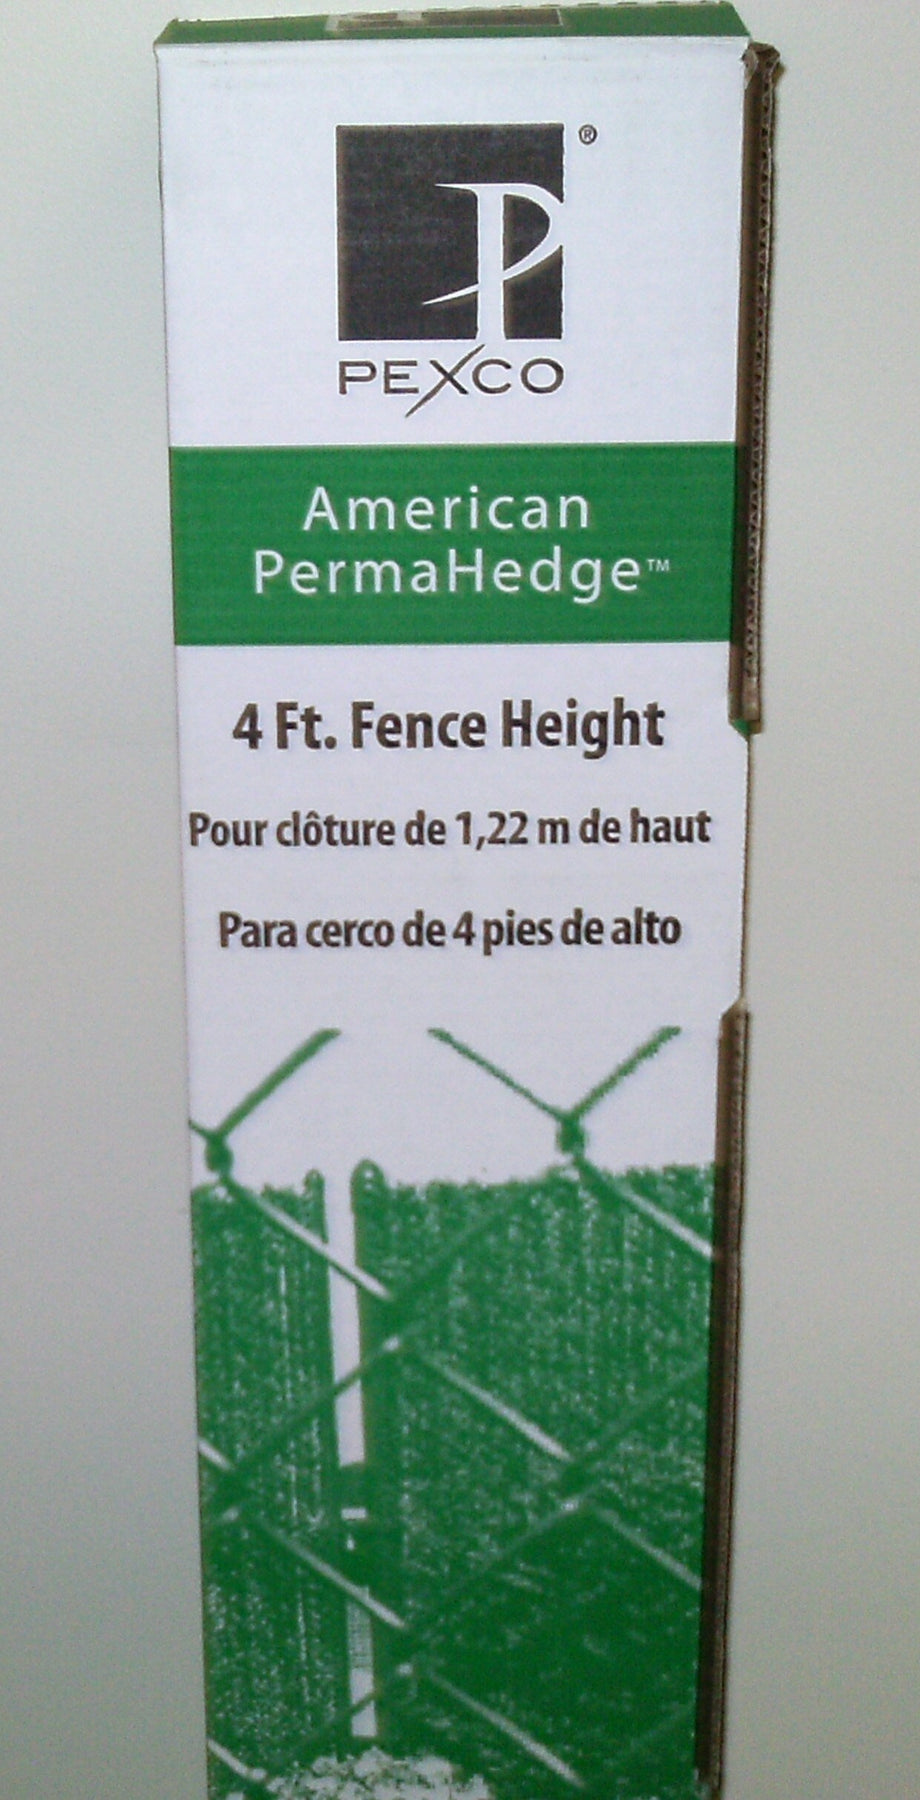 P
®
PEXCO
American
PermaHedge™
4 Ft. Fence Height
Pour clôture de 1,22 m de haut
Para cerco de 4 pies de alto